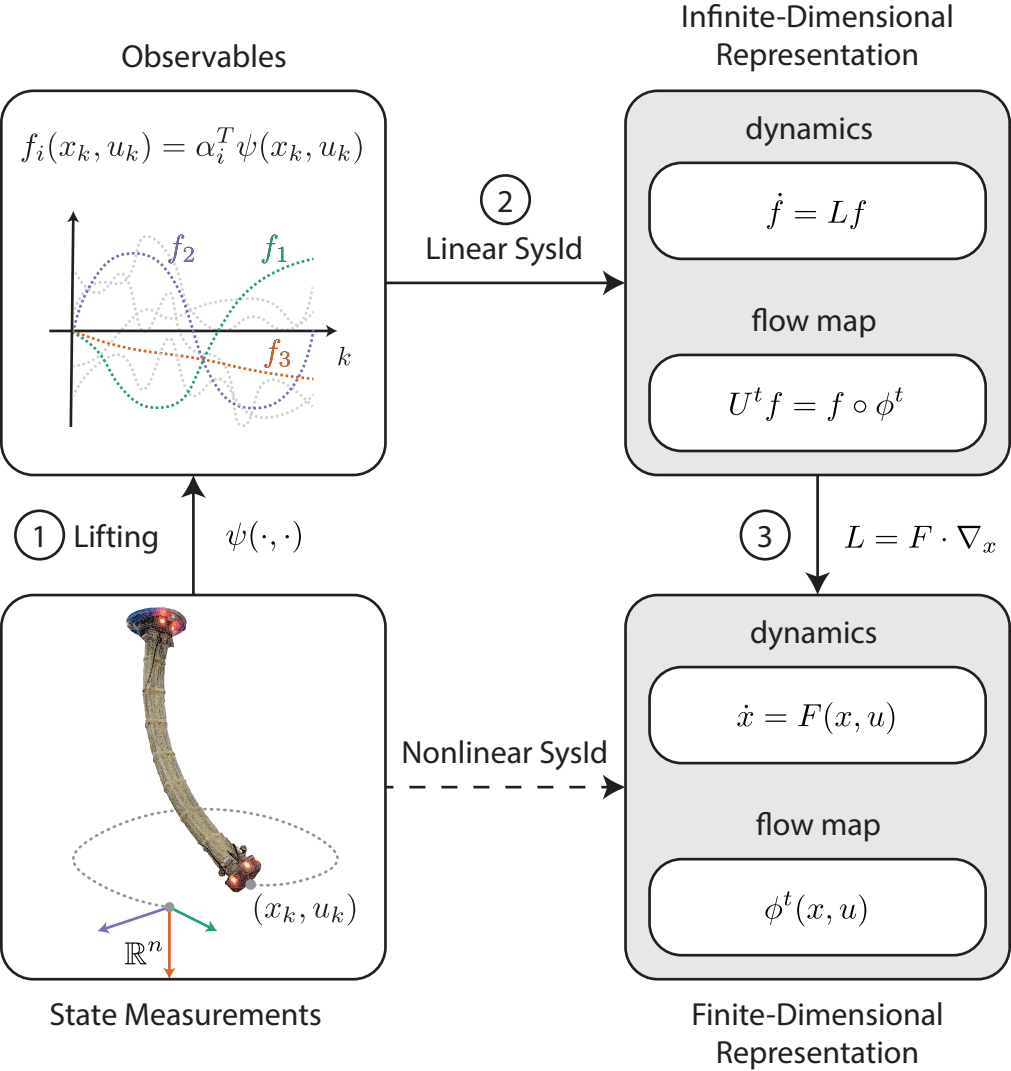 Observables
f_i(x_k, u_k) = α_i^T ψ(x_k, u_k)
f_2
f_1
f_3
k
2
Linear SysId
Infinite-Dimensional
Representation
dynamics
ḟ = Lf
flow map
U^t f = f ∘ ϕ^t
1 Lifting ψ(·, ·)
3 L = F · ∇_x
(x_k, u_k)
ℝ^n
State Measurements
Nonlinear SysId
dynamics
ẋ = F(x, u)
flow map
ϕ^t(x, u)
Finite-Dimensional
Representation